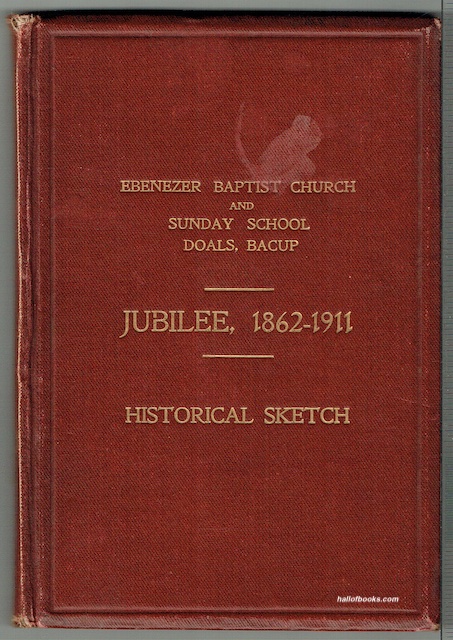 EBENEZER BAPTIST CHURCH
AND
SUNDAY SCHOOL
DOALS, BACUP
JUBILEE, 1862-1911
HISTORICAL SKETCH
hallofbooks.com